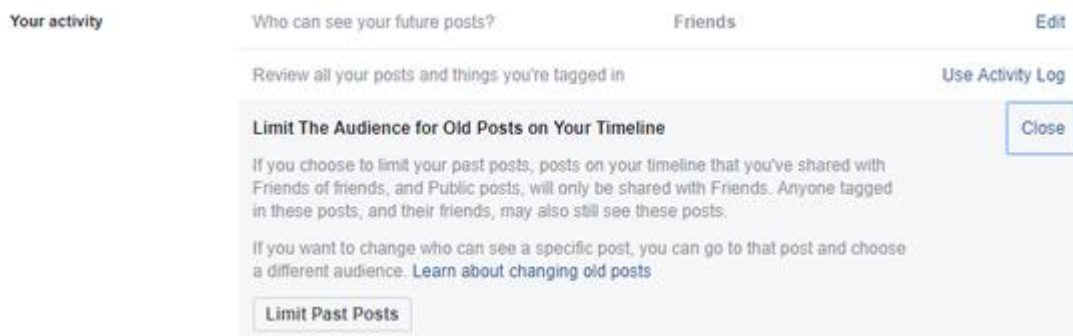 Your activity
Who can see your future posts? Friends Edit
Review all your posts and things you're tagged in Use Activity Log
Limit The Audience for Old Posts on Your Timeline Close
If you choose to limit your past posts, posts on your timeline that you've shared with
Friends of friends, and Public posts, will only be shared with Friends. Anyone tagged
in these posts, and their friends, may also still see these posts.
If you want to change who can see a specific post, you can go to that post and choose
a different audience. Learn about changing old posts
Limit Past Posts